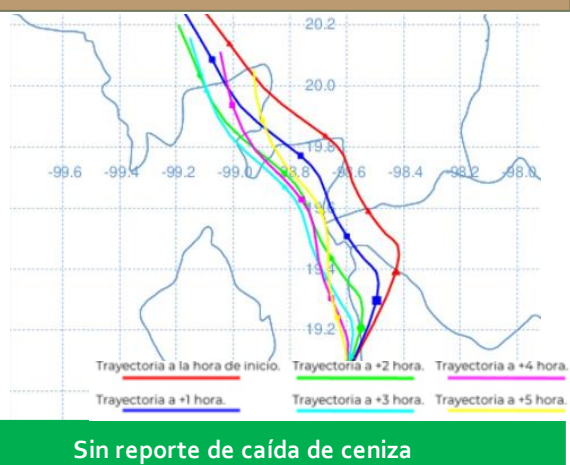 20.2
20.0
19.8
-99.6 -99.4 -99.2 -99.0 -98.8 -98.6 -98.4 -98.2 -98.0
19.6
19.4
19.2
Trayectoria a la hora de inicio. Trayectoria a +2 hora. Trayectoria a +4 hora.
Trayectoria a +1 hora. Trayectoria a +3 hora. Trayectoria a +5 hora.
Sin reporte de caída de ceniza